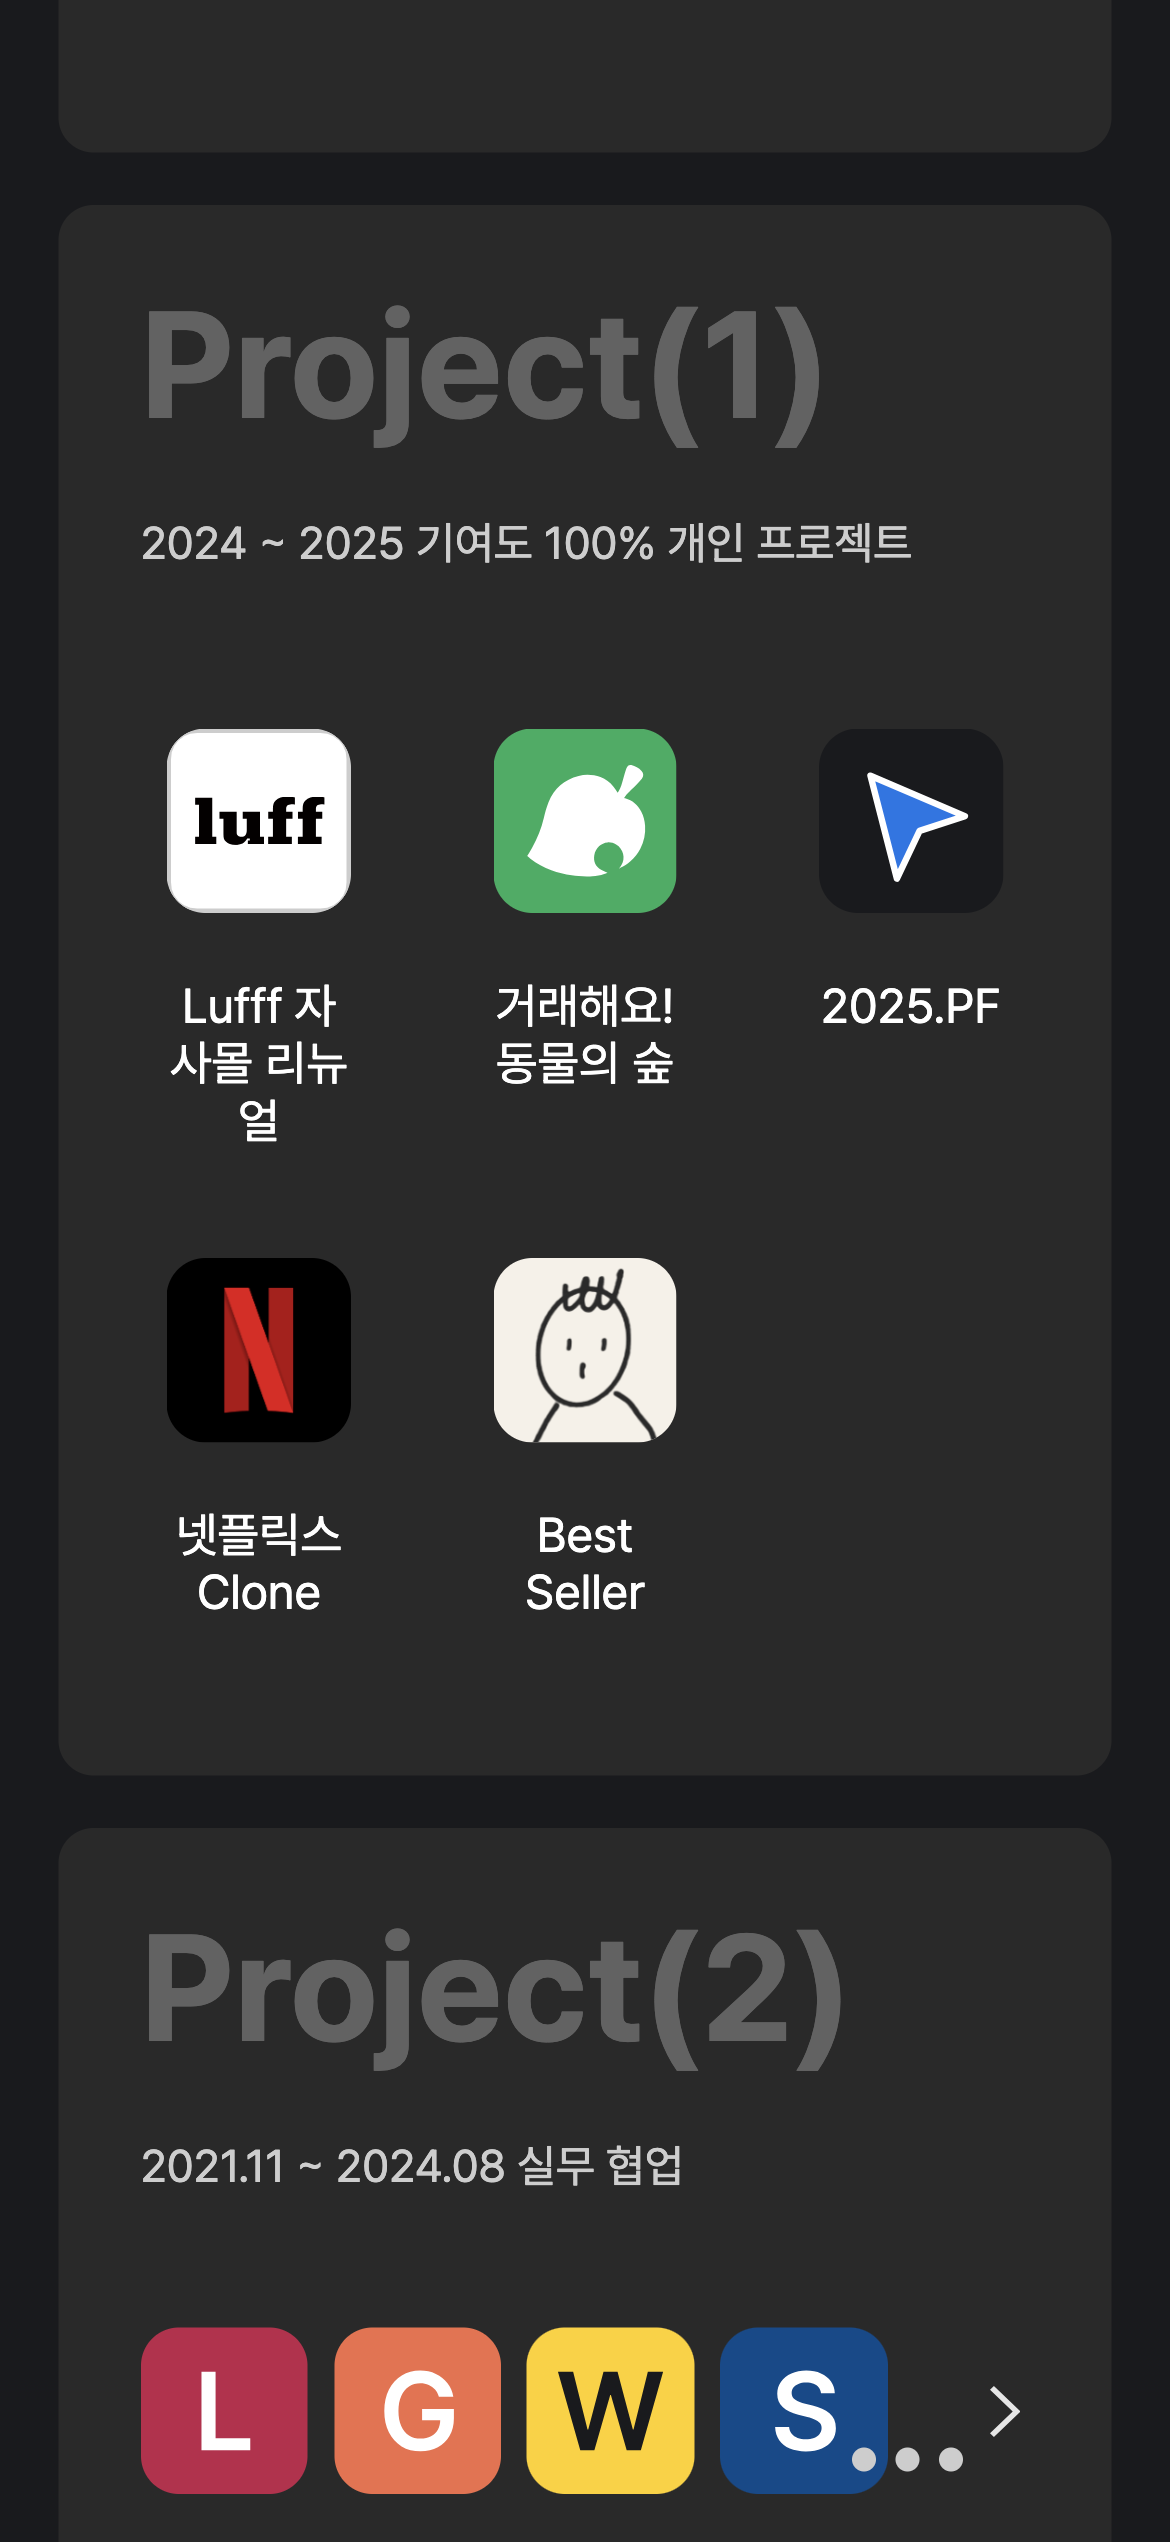 Project(1)
2024 ~ 2025 기여도 100% 개인 프로젝트
luff
Lufff 자
사몰 리뉴
얼
거래해요!
동물의 숲
2025.PF
N
넷플릭스
Clone
Best
Seller
Project(2)
2021.11 ~ 2024.08 실무 협업
L G W S ...